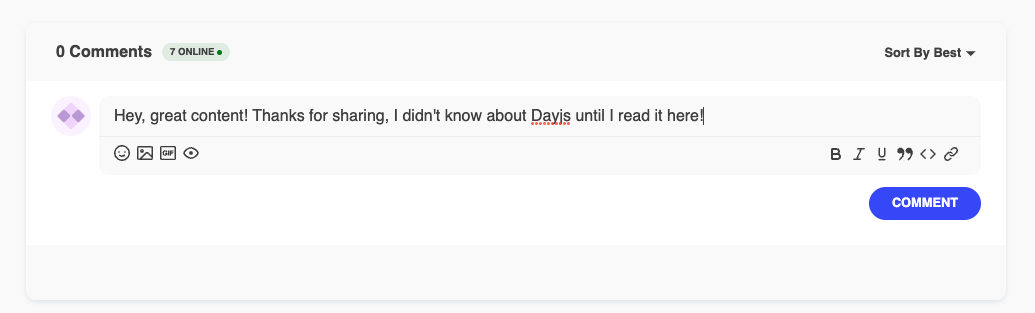 0 Comments 7 ONLINE
Sort By Best
Hey, great content! Thanks for sharing, I didn't know about Dayjs until I read it here!
GIF B I U
COMMENT